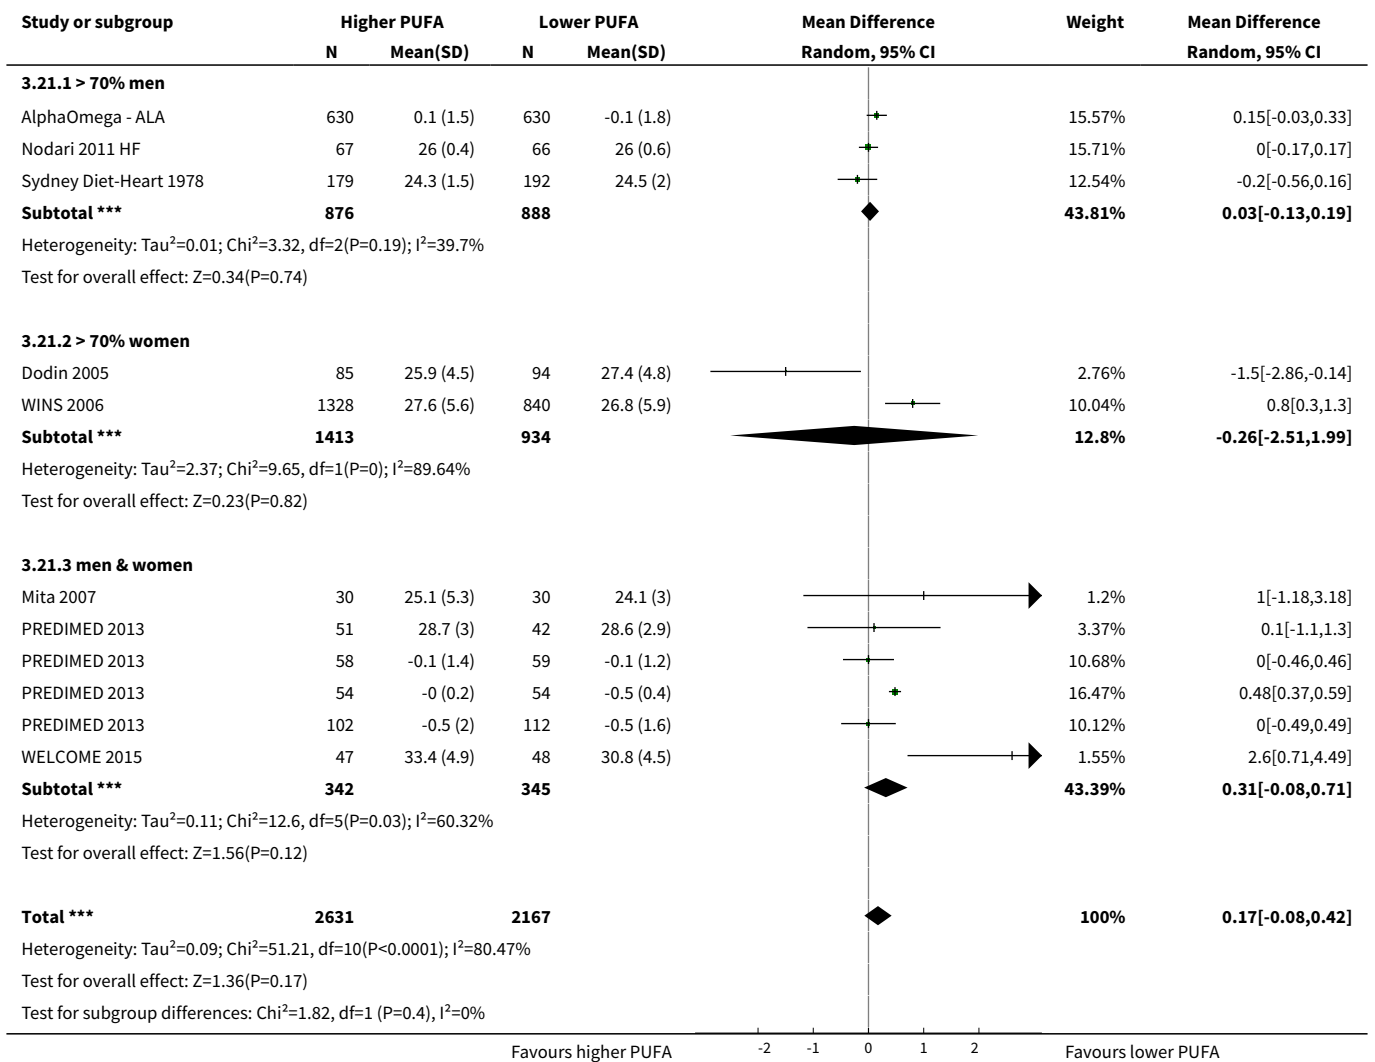 Study or subgroup Higher PUFA Lower PUFA Mean Difference Weight Mean Difference
N Mean(SD) N Mean(SD) Random, 95% CI Random, 95% CI
3.21.1 > 70% men
AlphaOmega - ALA 630 0.1 (1.5) 630 -0.1 (1.8) 15.57% 0.15[-0.03,0.33]
Nodari 2011 HF 67 26 (0.4) 66 26 (0.6) 15.71% 0[-0.17,0.17]
Sydney Diet-Heart 1978 179 24.3 (1.5) 192 24.5 (2) 12.54% -0.2[-0.56,0.16]
Subtotal *** 876 888 43.81% 0.03[-0.13,0.19]
Heterogeneity: Tau²=0.01; Chi²=3.32, df=2(P=0.19); I²=39.7%
Test for overall effect: Z=0.34(P=0.74)
3.21.2 > 70% women
Dodin 2005 85 25.9 (4.5) 94 27.4 (4.8) 2.76% -1.5[-2.86,-0.14]
WINS 2006 1328 27.6 (5.6) 840 26.8 (5.9) 10.04% 0.8[0.3,1.3]
Subtotal *** 1413 934 12.8% -0.26[-2.51,1.99]
Heterogeneity: Tau²=2.37; Chi²=9.65, df=1(P=0); I²=89.64%
Test for overall effect: Z=0.23(P=0.82)
3.21.3 men & women
Mita 2007 30 25.1 (5.3) 30 24.1 (3) 1.2% 1[-1.18,3.18]
PREDIMED 2013 51 28.7 (3) 42 28.6 (2.9) 3.37% 0.1[-1.1,1.3]
PREDIMED 2013 58 -0.1 (1.4) 59 -0.1 (1.2) 10.68% 0[-0.46,0.46]
PREDIMED 2013 54 -0 (0.2) 54 -0.5 (0.4) 16.47% 0.48[0.37,0.59]
PREDIMED 2013 102 -0.5 (2) 112 -0.5 (1.6) 10.12% 0[-0.49,0.49]
WELCOME 2015 47 33.4 (4.9) 48 30.8 (4.5) 1.55% 2.6[0.71,4.49]
Subtotal *** 342 345 43.39% 0.31[-0.08,0.71]
Heterogeneity: Tau²=0.11; Chi²=12.6, df=5(P=0.03); I²=60.32%
Test for overall effect: Z=1.56(P=0.12)
Total *** 2631 2167 100% 0.17[-0.08,0.42]
Heterogeneity: Tau²=0.09; Chi²=51.21, df=10(P<0.0001); I²=80.47%
Test for overall effect: Z=1.36(P=0.17)
Test for subgroup differences: Chi²=1.82, df=1 (P=0.4), I²=0%
Favours higher PUFA -2 -1 0 1 2 Favours lower PUFA